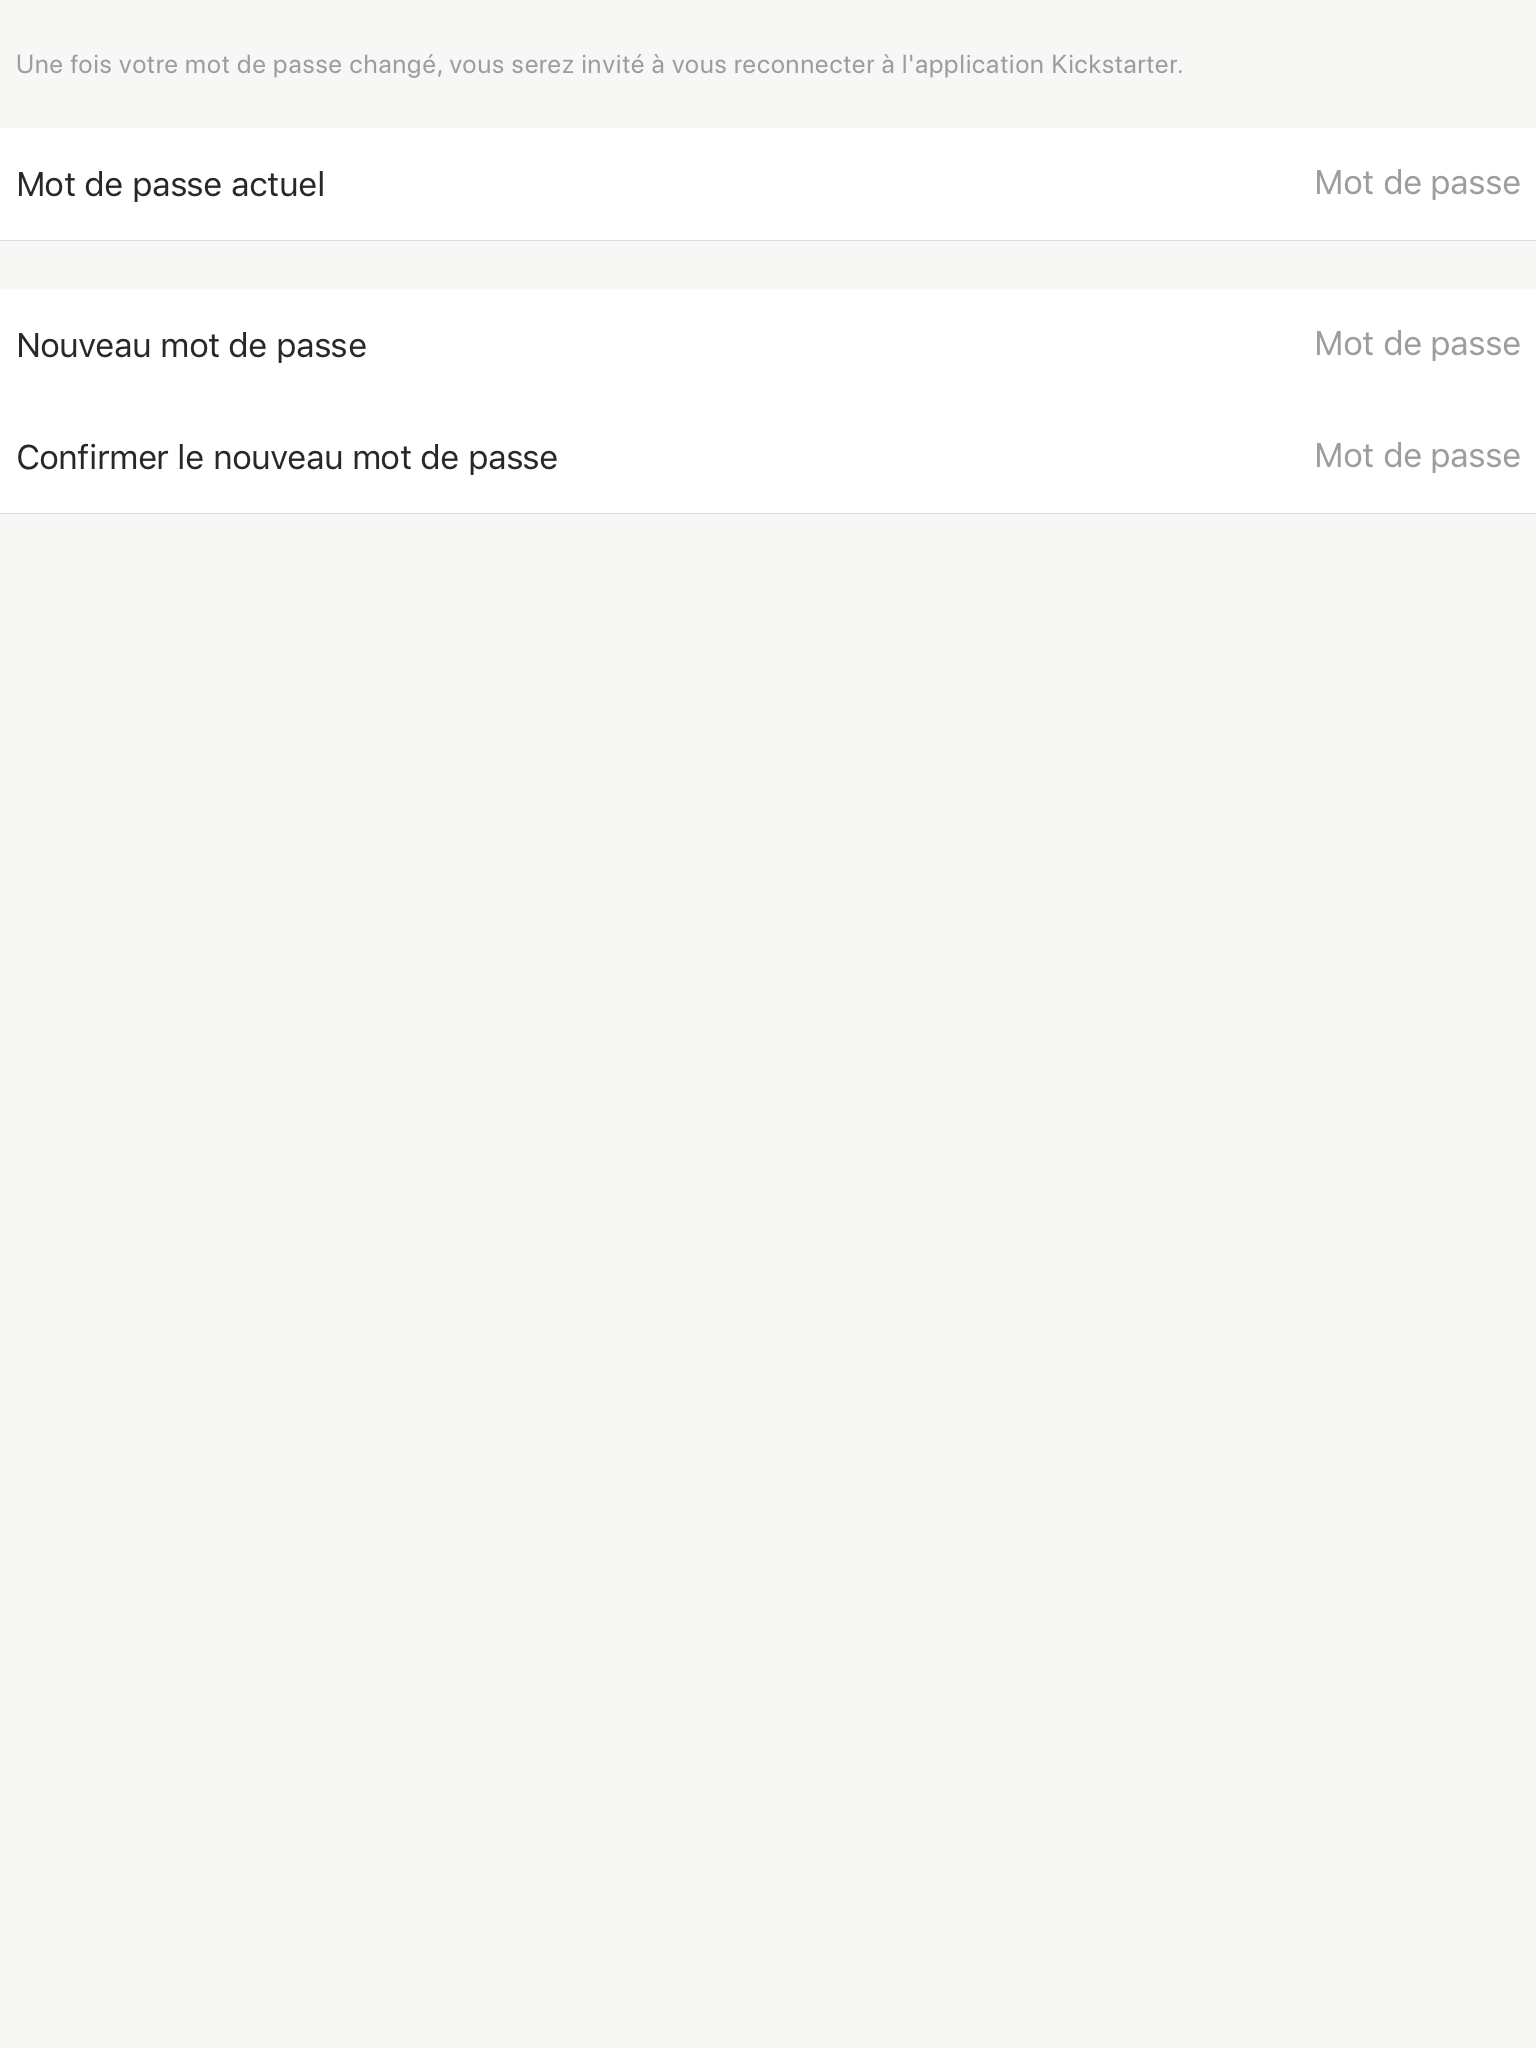 Une fois votre mot de passe changé, vous serez invité à vous reconnecter à l'application Kickstarter.
Mot de passe actuel Mot de passe
Nouveau mot de passe Mot de passe
Confirmer le nouveau mot de passe Mot de passe